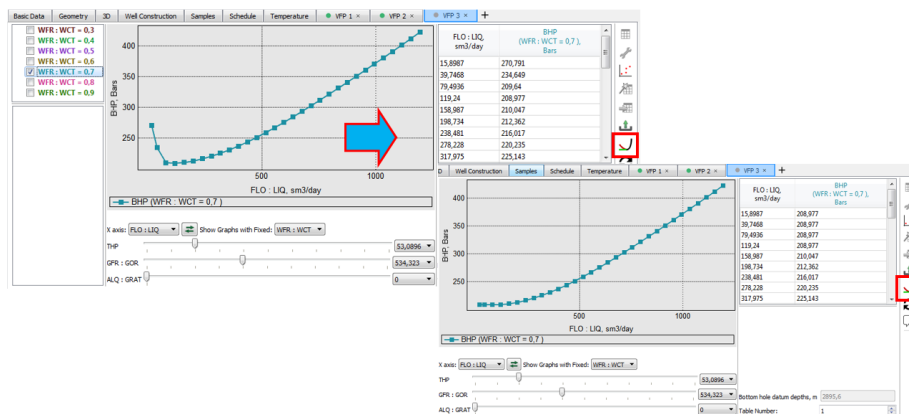 Basic Data Geometry 3D Well Construction Samples Schedule Temperature VFP 1 × VFP 2 × VFP 3 × +
WFR : WCT = 0,3
WFR : WCT = 0,4
WFR : WCT = 0,5
WFR : WCT = 0,6
WFR : WCT = 0,7
WFR : WCT = 0,8
WFR : WCT = 0,9
BHP, Bars
400
350
300
250
500 1000
FLO : LIQ, sm3/day
BHP (WFR : WCT = 0,7 )
X axis: FLO : LIQ Show Graphs with Fixed: WFR : WCT
THP 53,0896
GFR : GOR 534,323
ALQ : GRAT 0
FLO : LIQ, sm3/day
BHP (WFR : WCT = 0,7 ), Bars
15,8987 270,791
39,7468 234,649
79,4936 209,64
119,24 208,977
158,987 210,047
198,734 212,362
238,481 216,017
278,228 220,235
317,975 225,143
D Well Construction Samples Schedule Temperature VFP 1 × VFP 2 × VFP 3 × +
BHP, Bars
400
350
300
250
500 1000
FLO : LIQ, sm3/day
BHP (WFR : WCT = 0,7 )
X axis: FLO : LIQ Show Graphs with Fixed: WFR : WCT
THP 53,0896
GFR : GOR 534,323
ALQ : GRAT 0
FLO : LIQ, sm3/day
BHP (WFR : WCT = 0,7 ), Bars
15,8987 208,977
39,7468 208,977
79,4936 208,977
119,24 208,977
158,987 210,047
198,734 212,362
238,481 216,017
278,228 220,235
317,975 225,143
Bottom hole datum depths, m 2895,6
Table Number: 1